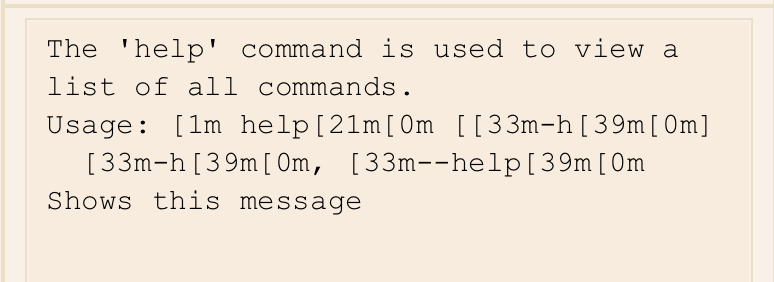 The 'help' command is used to view a
list of all commands.
Usage: [1m help[21m[0m [[33m-h[39m[0m]
  [33m-h[39m[0m, [33m--help[39m[0m
Shows this message